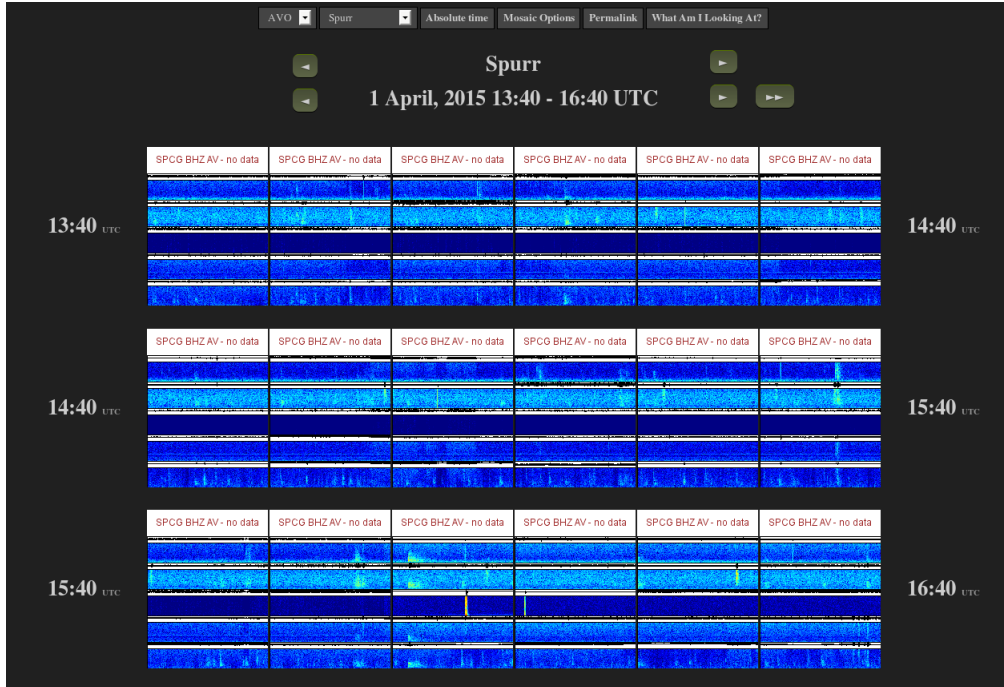 AVO Spurr Absolute time Mosaic Options Permalink What Am I Looking At?
Spurr
1 April, 2015 13:40 - 16:40 UTC
SPCG BHZ AV - no data SPCG BHZ AV - no data SPCG BHZ AV - no data SPCG BHZ AV - no data SPCG BHZ AV - no data SPCG BHZ AV - no data
13:40 UTC 14:40 UTC
SPCG BHZ AV - no data SPCG BHZ AV - no data SPCG BHZ AV - no data SPCG BHZ AV - no data SPCG BHZ AV - no data SPCG BHZ AV - no data
14:40 UTC 15:40 UTC
SPCG BHZ AV - no data SPCG BHZ AV - no data SPCG BHZ AV - no data SPCG BHZ AV - no data SPCG BHZ AV - no data SPCG BHZ AV - no data
15:40 UTC 16:40 UTC